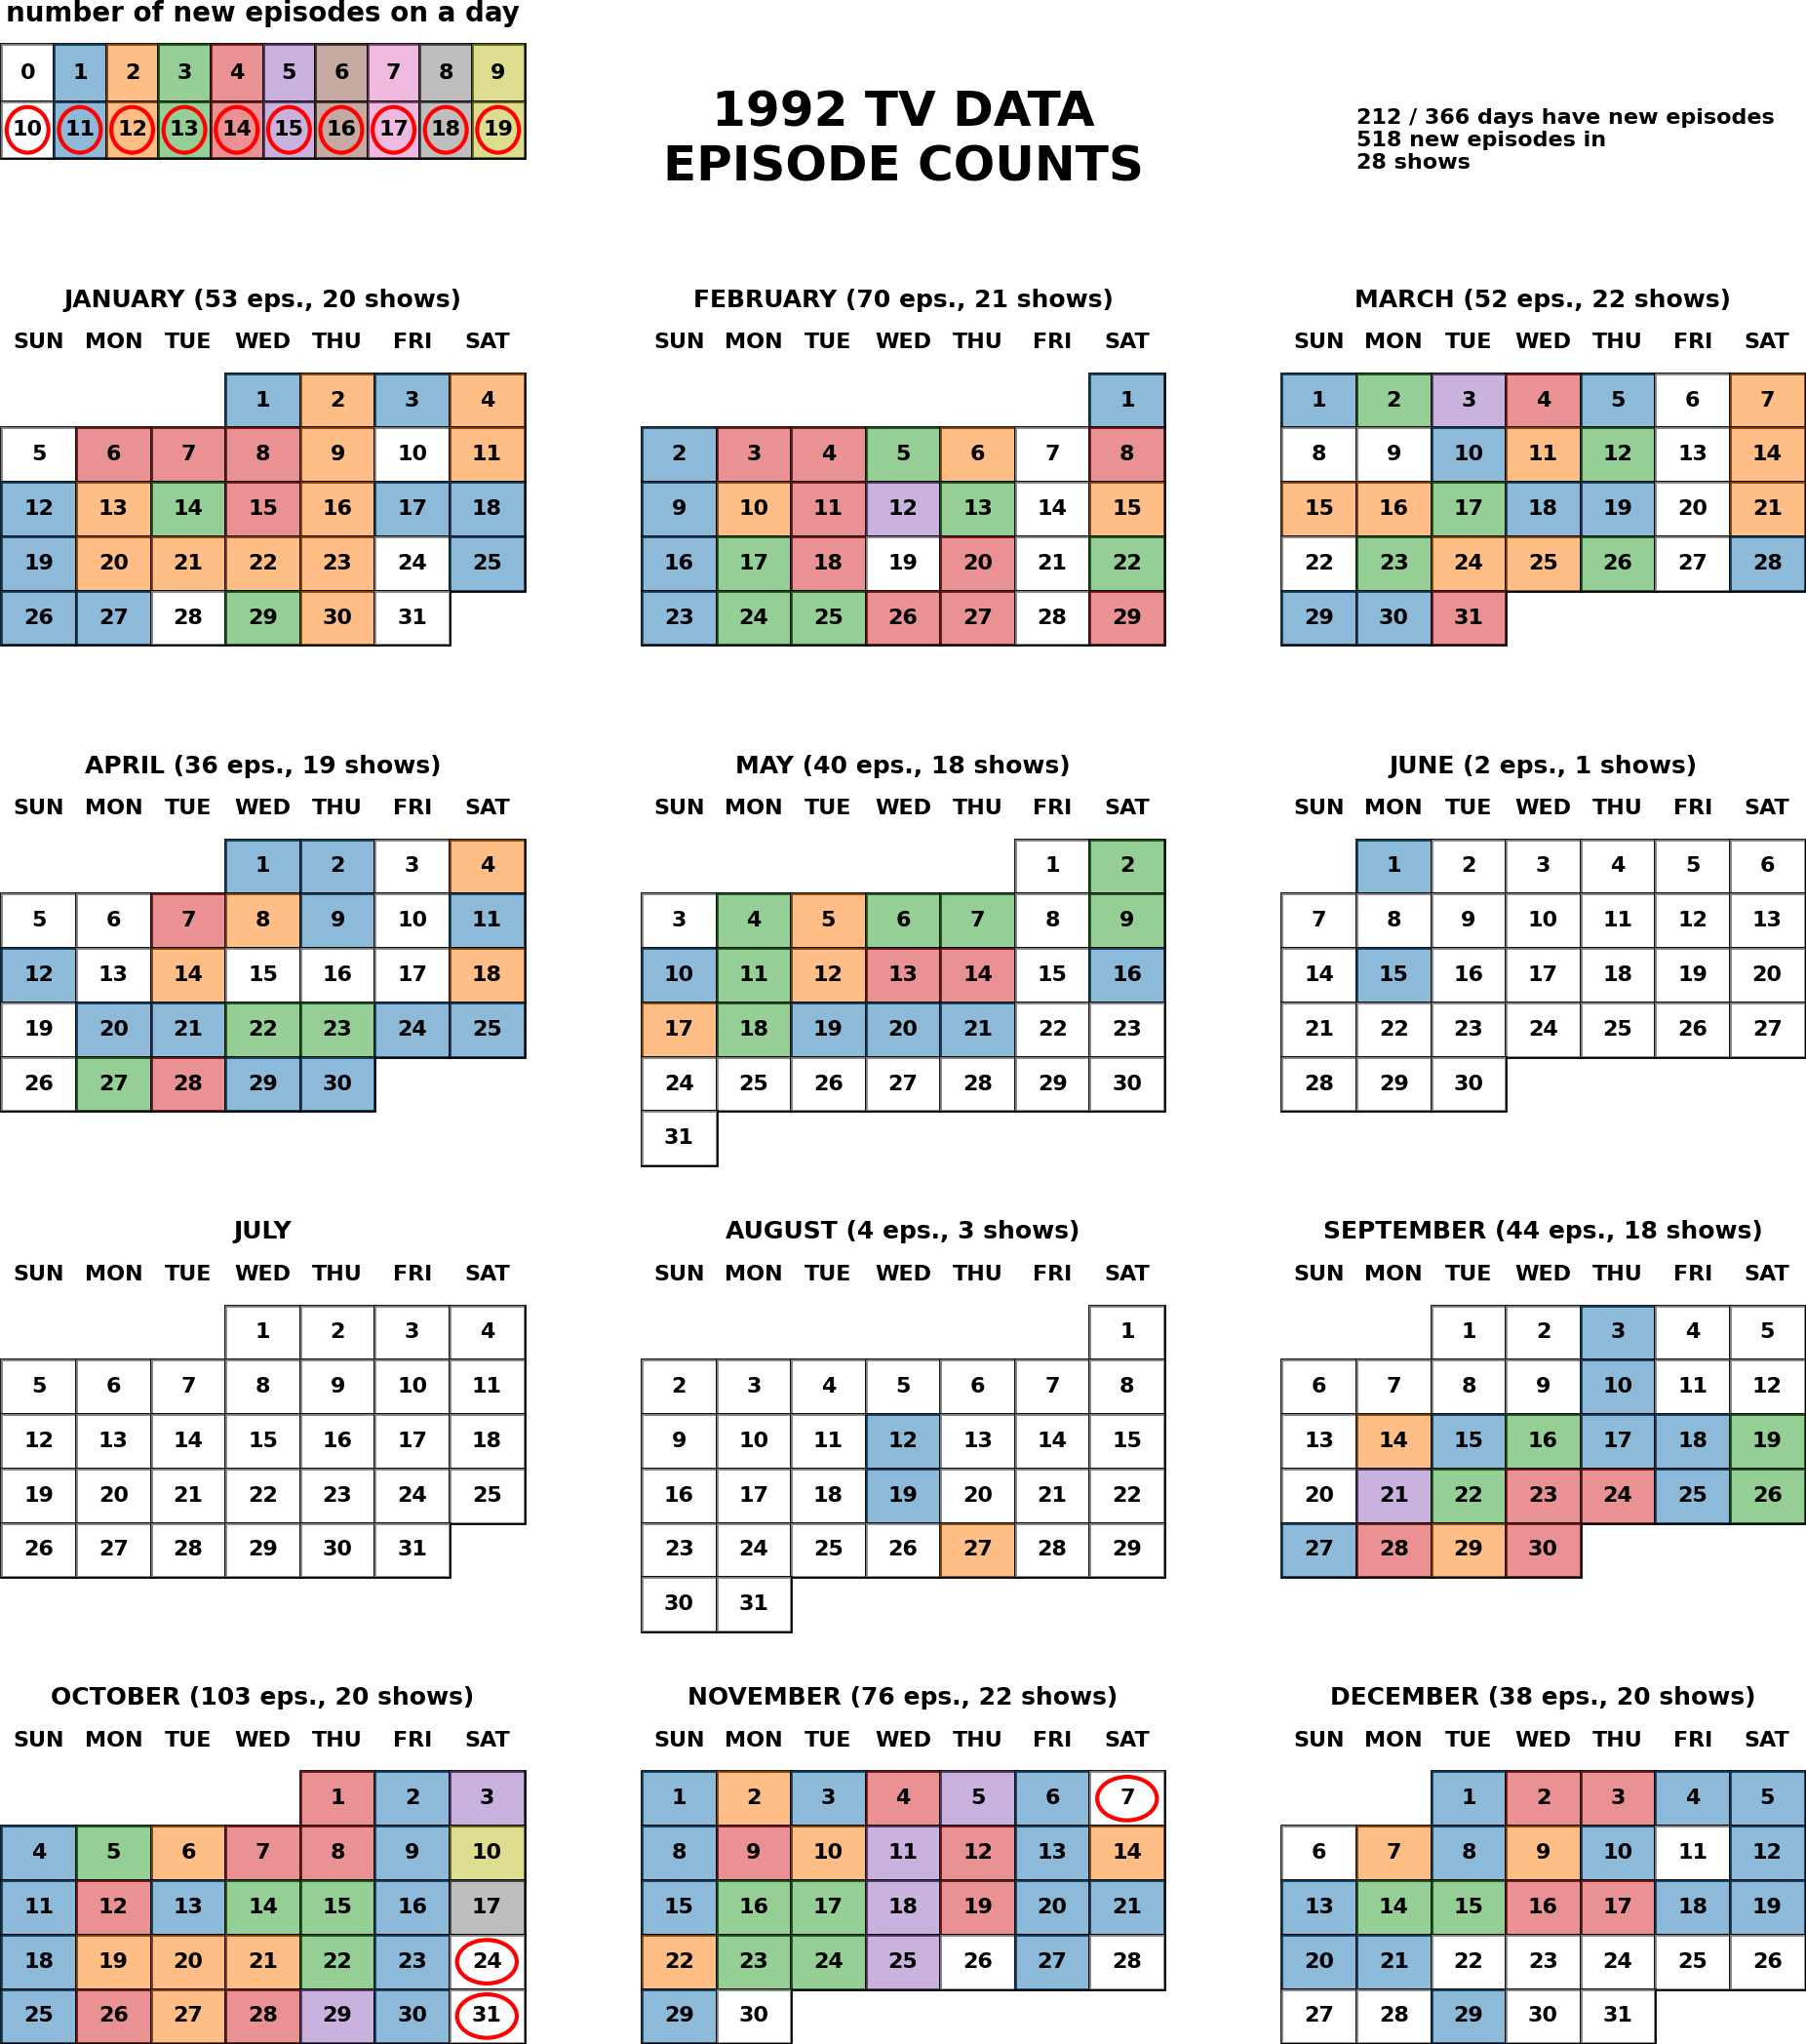 number of new episodes on a day
0 1 2 3 4 5 6 7 8 9
10 11 12 13 14 15 16 17 18 19
1992 TV DATA
EPISODE COUNTS
212 / 366 days have new episodes
518 new episodes in
28 shows
JANUARY (53 eps., 20 shows)
SUN MON TUE WED THU FRI SAT
1 2 3 4
5 6 7 8 9 10 11
12 13 14 15 16 17 18
19 20 21 22 23 24 25
26 27 28 29 30 31
FEBRUARY (70 eps., 21 shows)
SUN MON TUE WED THU FRI SAT
1
2 3 4 5 6 7 8
9 10 11 12 13 14 15
16 17 18 19 20 21 22
23 24 25 26 27 28 29
MARCH (52 eps., 22 shows)
SUN MON TUE WED THU FRI SAT
1 2 3 4 5 6 7
8 9 10 11 12 13 14
15 16 17 18 19 20 21
22 23 24 25 26 27 28
29 30 31
APRIL (36 eps., 19 shows)
SUN MON TUE WED THU FRI SAT
1 2 3 4
5 6 7 8 9 10 11
12 13 14 15 16 17 18
19 20 21 22 23 24 25
26 27 28 29 30
MAY (40 eps., 18 shows)
SUN MON TUE WED THU FRI SAT
1 2
3 4 5 6 7 8 9
10 11 12 13 14 15 16
17 18 19 20 21 22 23
24 25 26 27 28 29 30
31
JUNE (2 eps., 1 shows)
SUN MON TUE WED THU FRI SAT
1 2 3 4 5 6
7 8 9 10 11 12 13
14 15 16 17 18 19 20
21 22 23 24 25 26 27
28 29 30
JULY
SUN MON TUE WED THU FRI SAT
1 2 3 4
5 6 7 8 9 10 11
12 13 14 15 16 17 18
19 20 21 22 23 24 25
26 27 28 29 30 31
AUGUST (4 eps., 3 shows)
SUN MON TUE WED THU FRI SAT
1
2 3 4 5 6 7 8
9 10 11 12 13 14 15
16 17 18 19 20 21 22
23 24 25 26 27 28 29
30 31
SEPTEMBER (44 eps., 18 shows)
SUN MON TUE WED THU FRI SAT
1 2 3 4 5
6 7 8 9 10 11 12
13 14 15 16 17 18 19
20 21 22 23 24 25 26
27 28 29 30
OCTOBER (103 eps., 20 shows)
SUN MON TUE WED THU FRI SAT
1 2 3
4 5 6 7 8 9 10
11 12 13 14 15 16 17
18 19 20 21 22 23 24
25 26 27 28 29 30 31
NOVEMBER (76 eps., 22 shows)
SUN MON TUE WED THU FRI SAT
1 2 3 4 5 6 7
8 9 10 11 12 13 14
15 16 17 18 19 20 21
22 23 24 25 26 27 28
29 30
DECEMBER (38 eps., 20 shows)
SUN MON TUE WED THU FRI SAT
1 2 3 4 5
6 7 8 9 10 11 12
13 14 15 16 17 18 19
20 21 22 23 24 25 26
27 28 29 30 31